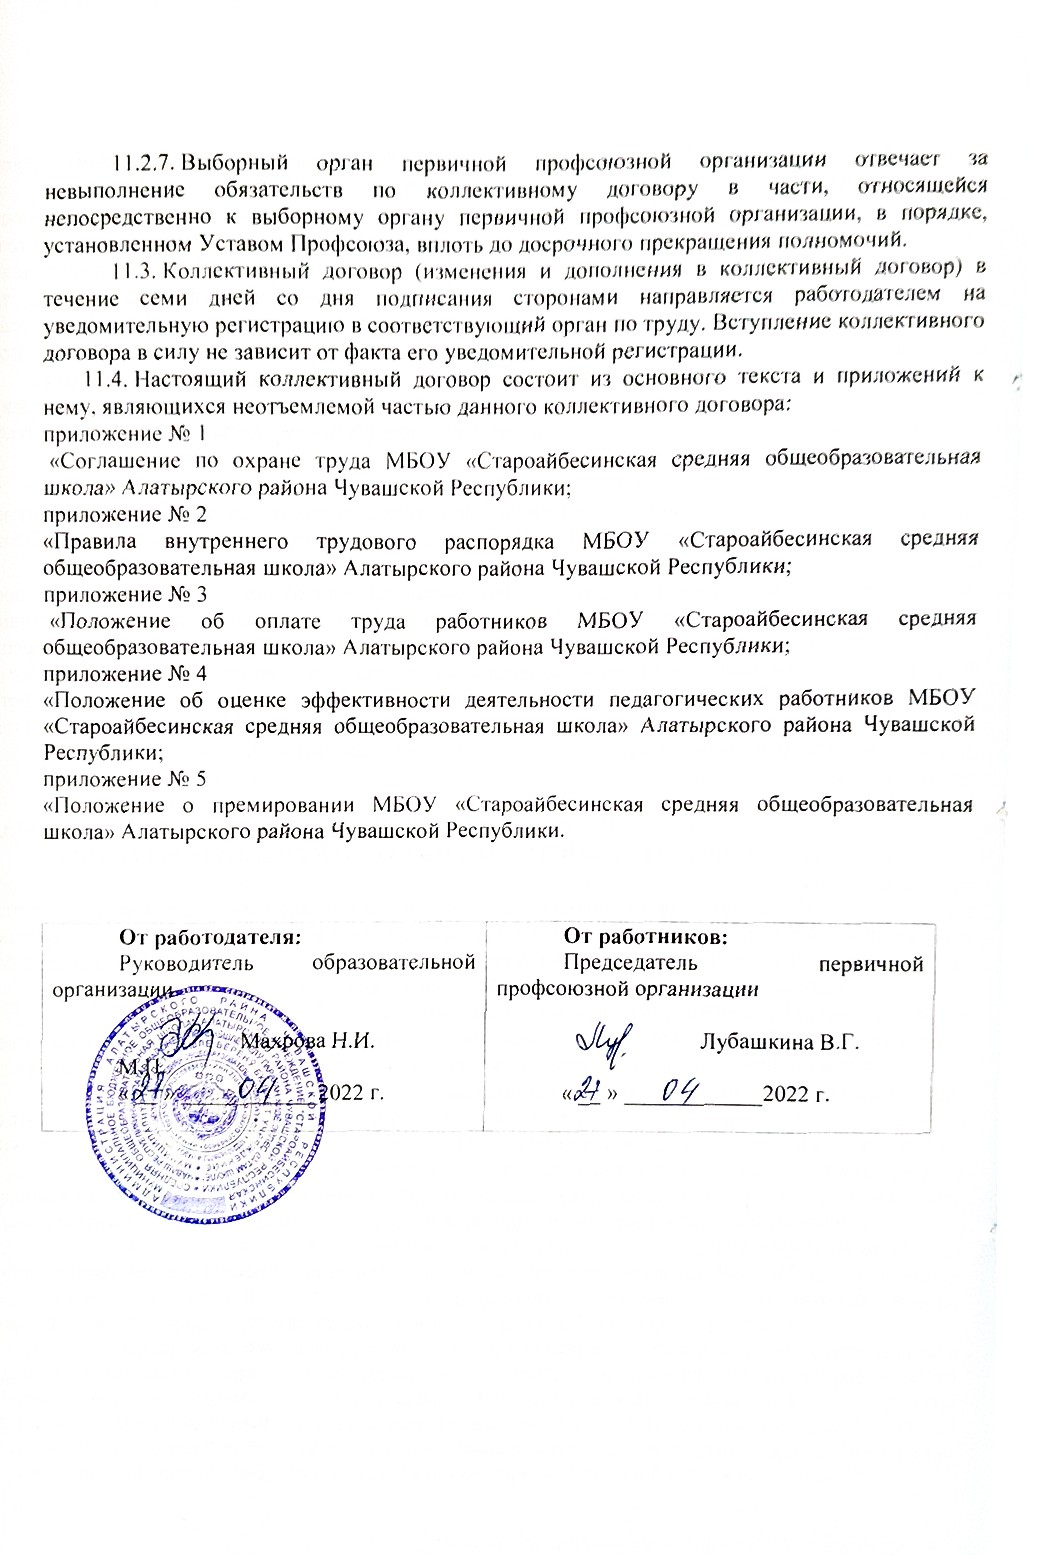 11.2.7. Выборный орган первичной профсоюзной организации отвечает за
невыполнение обязательств по коллективному договору в части, относящейся
непосредственно к выборному органу первичной профсоюзной организации, в порядке,
установленном Уставом Профсоюза, вплоть до досрочного прекращения полномочий.
11.3. Коллективный договор (изменения и дополнения в коллективный договор) в
течение семи дней со дня подписания сторонами направляется работодателем на
уведомительную регистрацию в соответствующий орган по труду. Вступление коллективного
договора в силу не зависит от факта его уведомительной регистрации.
11.4. Настоящий коллективный договор состоит из основного текста и приложений к
нему, являющихся неотъемлемой частью данного коллективного договора:
приложение № 1
«Соглашение по охране труда МБОУ «Староайбесинская средняя общеобразовательная
школа» Алатырского района Чувашской Республики;
приложение № 2
«Правила внутреннего трудового распорядка МБОУ «Староайбесинская средняя
общеобразовательная школа» Алатырского района Чувашской Республики;
приложение № 3
«Положение об оплате труда работников МБОУ «Староайбесинская средняя
общеобразовательная школа» Алатырского района Чувашской Республики;
приложение № 4
«Положение об оценке эффективности деятельности педагогических работников МБОУ
«Староайбесинская средняя общеобразовательная школа» Алатырского района Чувашской
Республики;
приложение № 5
«Положение о премировании МБОУ «Староайбесинская средняя общеобразовательная
школа» Алатырского района Чувашской Республики.
От работодателя:
Руководитель образовательной
организации
Махрова Н.И.
М.П.
«27» 04 2022 г.
АДМИНИСТРАЦИЯ АЛАТЫРСКОГО РАЙОНА ЧУВАШСКОЙ РЕСПУБЛИКИ
От работников:
Председатель первичной
профсоюзной организации
Лубашкина В.Г.
«27» 04 2022 г.